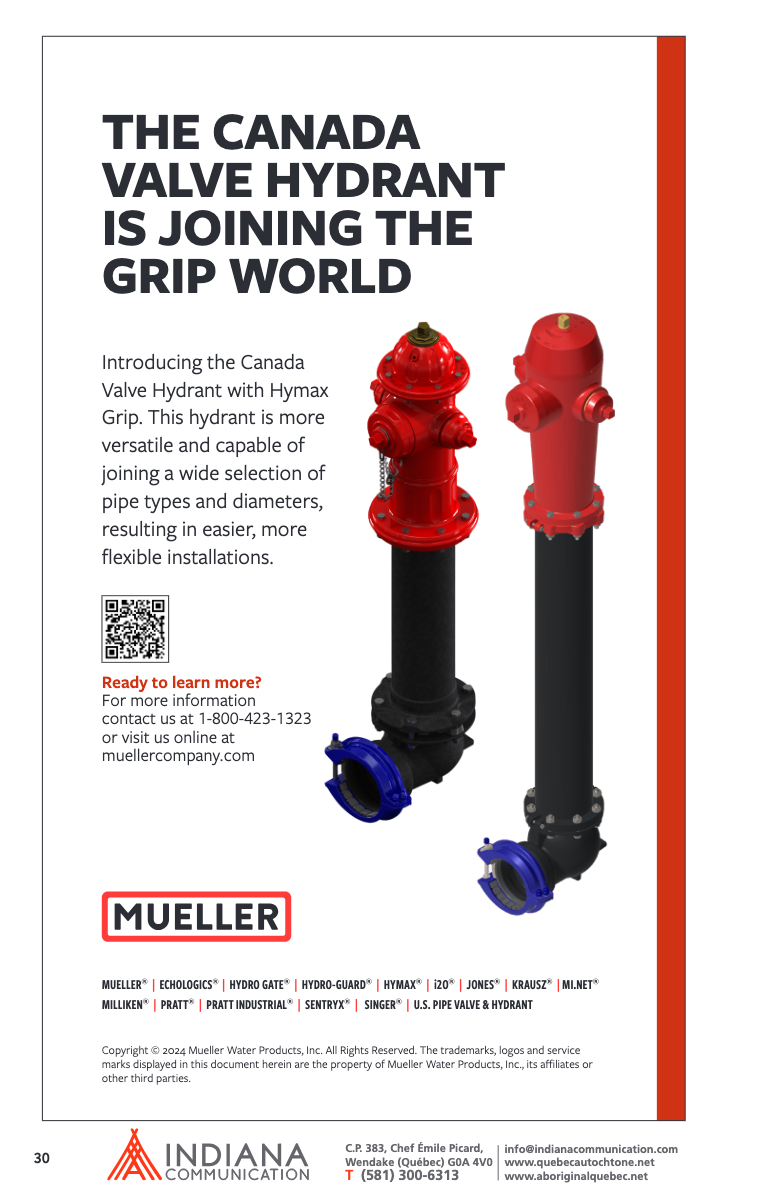 THE CANADA
VALVE HYDRANT
IS JOINING THE
GRIP WORLD
Introducing the Canada
Valve Hydrant with Hymax
Grip. This hydrant is more
versatile and capable of
joining a wide selection of
pipe types and diameters,
resulting in easier, more
flexible installations.
Ready to learn more?
For more information
contact us at 1-800-423-1323
or visit us online at
muellercompany.com
MUELLER
MUELLER® | ECHOLOGICS® | HYDRO GATE® | HYDRO-GUARD® | HYMAX® | i2O® | JONES® | KRAUSZ® | MI.NET®
MILLIKEN® | PRATT® | PRATT INDUSTRIAL® | SENTRYX® | SINGER® | U.S. PIPE VALVE & HYDRANT
Copyright © 2024 Mueller Water Products, Inc. All Rights Reserved. The trademarks, logos and service
marks displayed in this document herein are the property of Mueller Water Products, Inc., its affiliates or
other third parties.
30
INDIANA
COMMUNICATION
C.P. 383, Chef Émile Picard,
Wendake (Québec) G0A 4V0
T (581) 300-6313
info@indianacommunication.com
www.quebecautochtone.net
www.aboriginalquebec.net